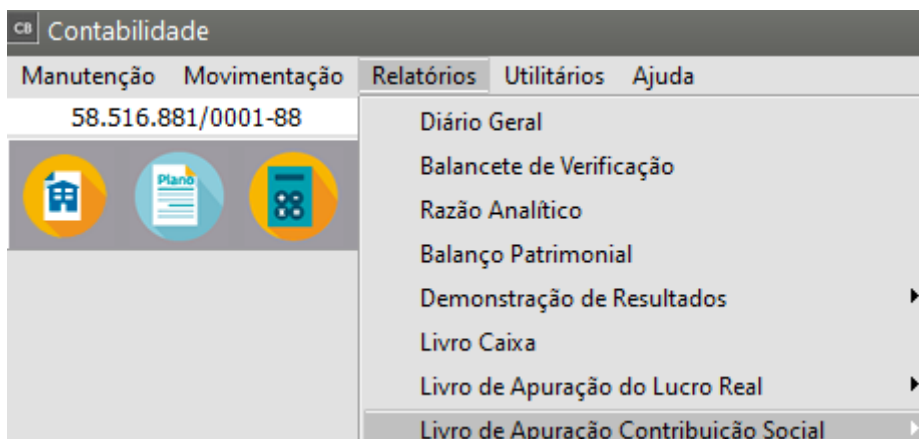 CB Contabilidade
Manutenção Movimentação Relatórios Utilitários Ajuda
58.516.881/0001-88
Plano
Diário Geral
Balancete de Verificação
Razão Analítico
Balanço Patrimonial
Demonstração de Resultados
Livro Caixa
Livro de Apuração do Lucro Real
Livro de Apuração Contribuição Social